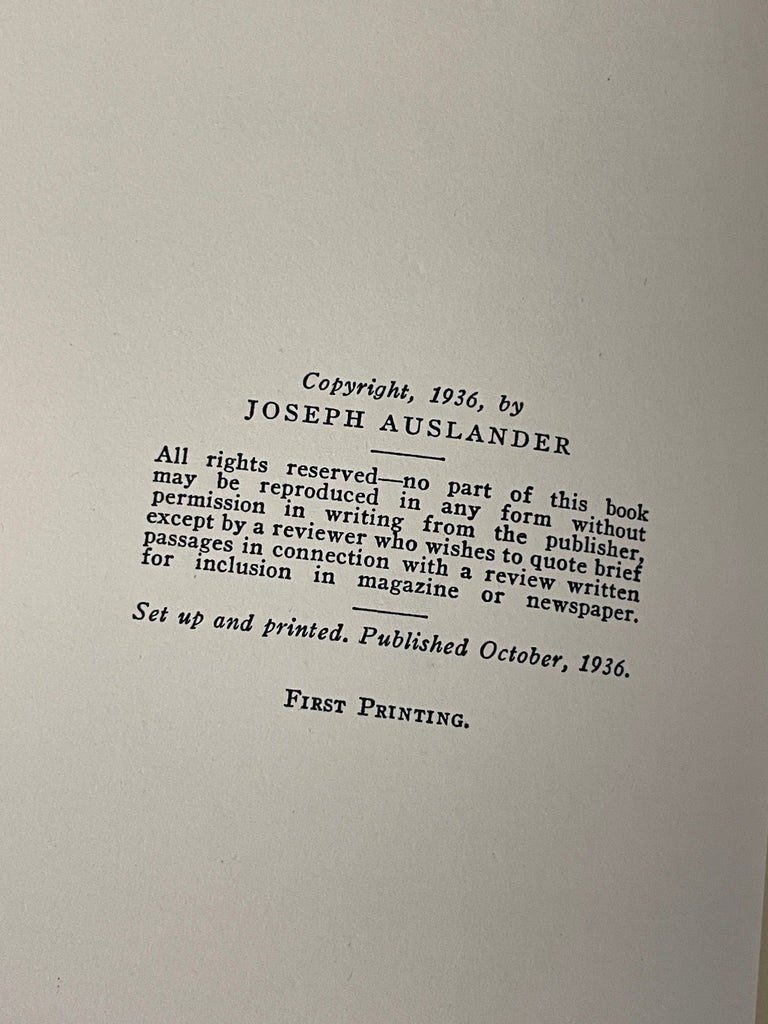 Copyright, 1936, by
JOSEPH AUSLANDER
All rights reserved—no part of this book
may be reproduced in any form without
permission in writing from the publisher,
except by a reviewer who wishes to quote brief
passages in connection with a review written
for inclusion in magazine or newspaper.
Set up and printed. Published October, 1936.
FIRST PRINTING.